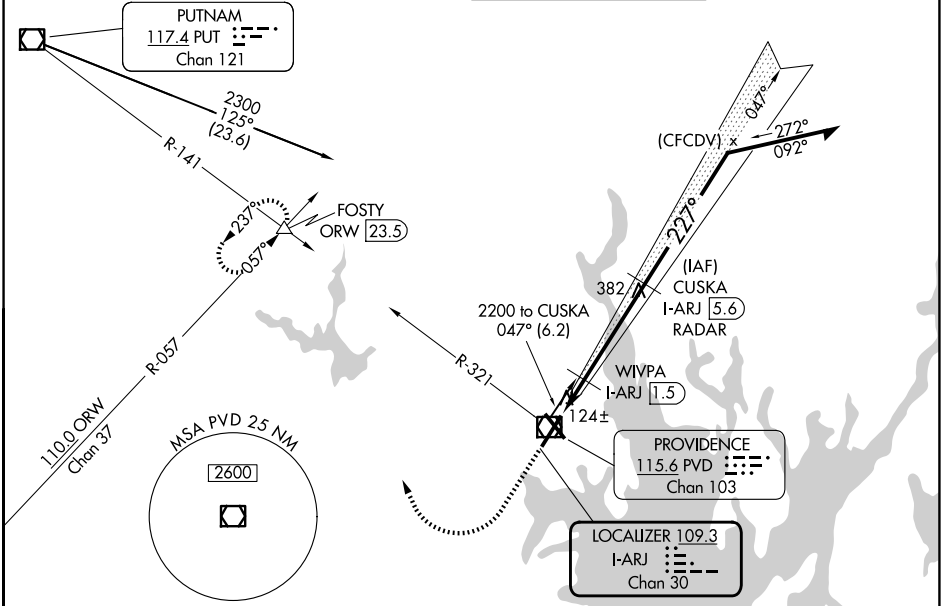 PUTNAM
117.4 PUT
Chan 121
2300
125°
(23.6)
R-141
237°
057°
FOSTY
ORW 23.5
R-057
110.0 ORW
Chan 37
MSA PVD 25 NM
2600
047°
(CFCDV) x
272°
092°
227°
(IAF)
CUSKA
I-ARJ 5.6
RADAR
382
2200 to CUSKA
047° (6.2)
R-321
WIVPA
I-ARJ 1.5
124±
PROVIDENCE
115.6 PVD
Chan 103
LOCALIZER 109.3
I-ARJ
Chan 30